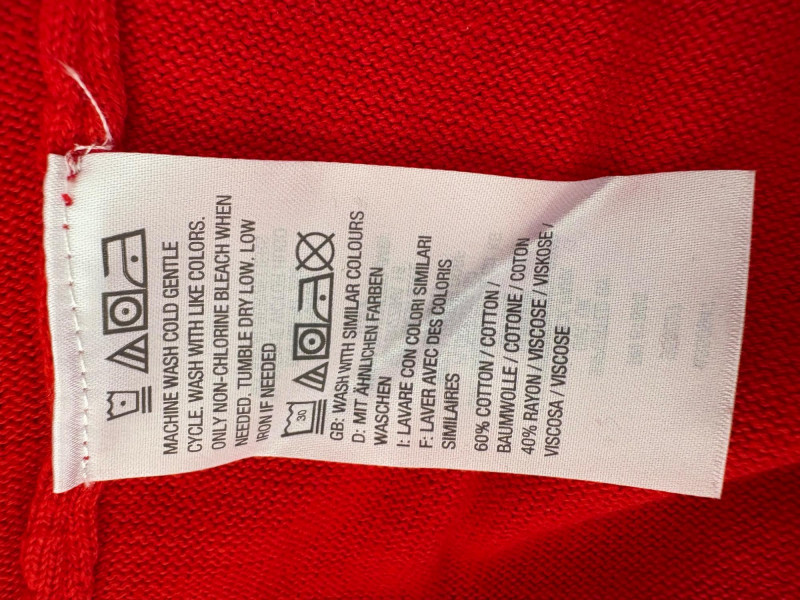 MACHINE WASH COLD GENTLE
CYCLE. WASH WITH LIKE COLORS.
ONLY NON-CHLORINE BLEACH WHEN
NEEDED. TUMBLE DRY LOW. LOW
IRON IF NEEDED
30
GB: WASH WITH SIMILAR COLOURS
D: MIT ÄHNLICHEN FARBEN
WASCHEN
I: LAVARE CON COLORI SIMILARI
F: LAVER AVEC DES COLORIS
SIMILAIRES
60% COTTON / COTTON /
BAUMWOLLE / COTONE / COTON
40% RAYON / VISCOSE / VISKOSE /
VISCOSA / VISCOSE